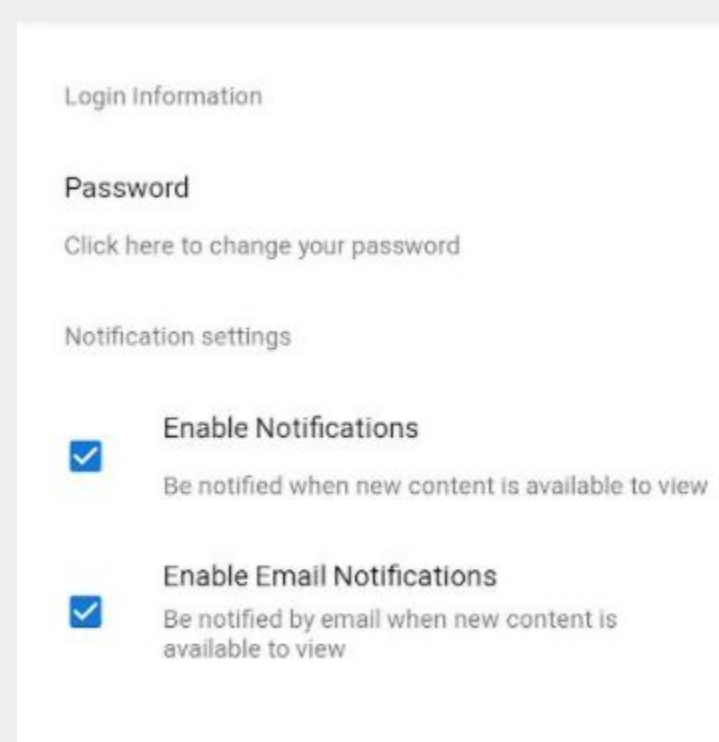 Login Information
Password
Click here to change your password
Notification settings
Enable Notifications
Be notified when new content is available to view
Enable Email Notifications
Be notified by email when new content is
available to view